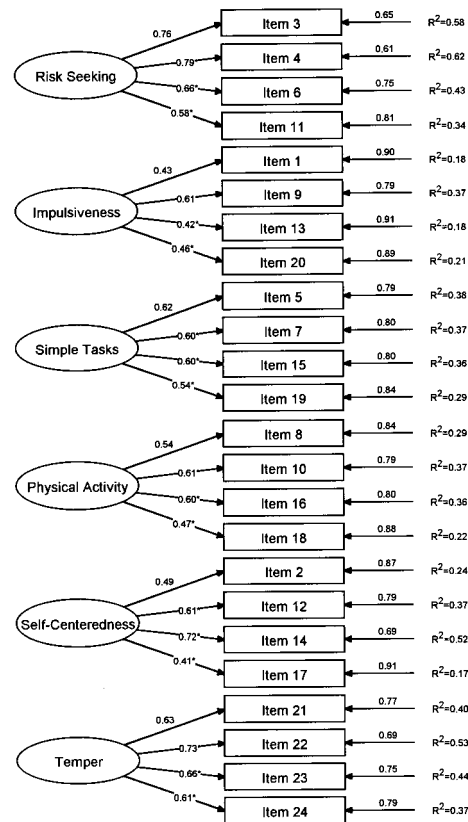 0.76 Item 3 0.65 R²=0.58
0.79* Item 4 0.61 R²=0.62
Risk Seeking
0.66* Item 6 0.75 R²=0.43
0.58* Item 11 0.81 R²=0.34
0.43 Item 1 0.90 R²=0.18
0.61 Item 9 0.79 R²=0.37
Impulsiveness
0.42* Item 13 0.91 R²=0.18
0.46* Item 20 0.89 R²=0.21
0.62 Item 5 0.79 R²=0.38
0.60 Item 7 0.80 R²=0.37
Simple Tasks
0.60* Item 15 0.80 R²=0.36
0.54* Item 19 0.84 R²=0.29
0.54 Item 8 0.84 R²=0.29
0.61 Item 10 0.79 R²=0.37
Physical Activity
0.60* Item 16 0.80 R²=0.36
0.47* Item 18 0.88 R²=0.22
0.49 Item 2 0.87 R²=0.24
0.61 Item 12 0.79 R²=0.37
Self-Centeredness
0.72* Item 14 0.69 R²=0.52
0.41* Item 17 0.91 R²=0.17
0.63 Item 21 0.77 R²=0.40
0.73 Item 22 0.69 R²=0.53
Temper
0.66* Item 23 0.75 R²=0.44
0.61* Item 24 0.79 R²=0.37